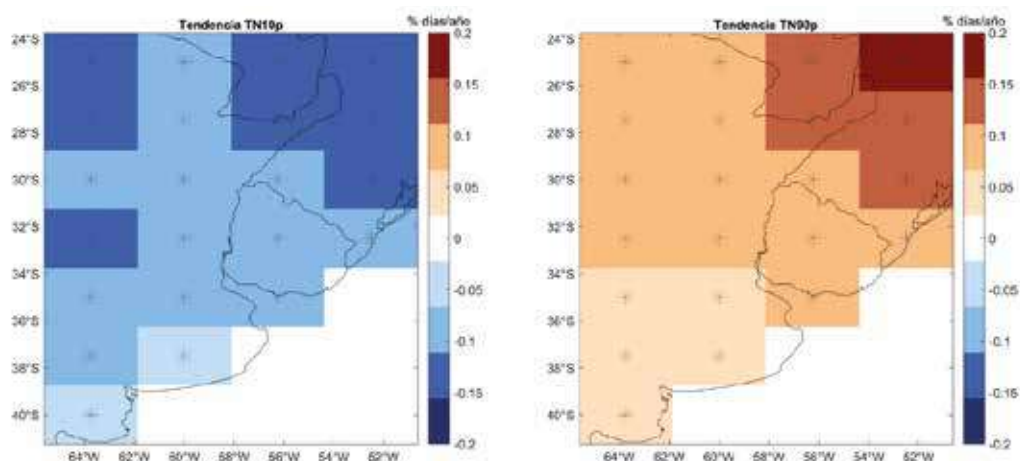 Tendencia TN10p
% días/año
24°S
26°S
28°S
30°S
32°S
34°S
36°S
38°S
40°S
64°W 62°W 60°W 58°W 56°W 54°W 52°W
0.2
0.15
0.1
0.05
0
-0.05
-0.1
-0.15
-0.2
Tendencia TN90p
% días/año
24°S
26°S
28°S
30°S
32°S
34°S
36°S
38°S
40°S
64°W 62°W 60°W 58°W 56°W 54°W 52°W
0.2
0.15
0.1
0.05
0
-0.05
-0.1
-0.15
-0.2